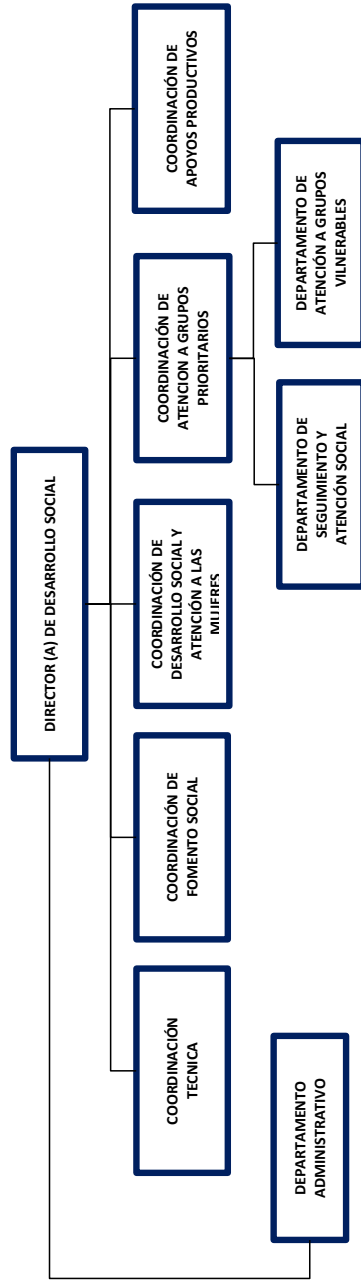 DIRECTOR (A) DE DESARROLLO SOCIAL
COORDINACIÓN
TECNICA
COORDINACIÓN DE
FOMENTO SOCIAL
COORDINACIÓN DE
DESARROLLO SOCIAL Y
ATENCIÓN A LAS
MUJERES
COORDINACIÓN DE
ATENCION A GRUPOS
PRIORITARIOS
COORDINACIÓN DE
APOYOS PRODUCTIVOS
DEPARTAMENTO
ADMINISTRATIVO
DEPARTAMENTO DE
SEGUIMIENTO Y
ATENCIÓN SOCIAL
DEPARTAMENTO DE
ATENCIÓN A GRUPOS
VILNERABLES